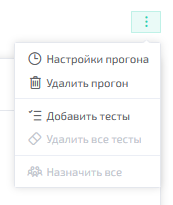 Настройки прогона
Удалить прогон
Добавить тесты
Удалить все тесты
Назначить все